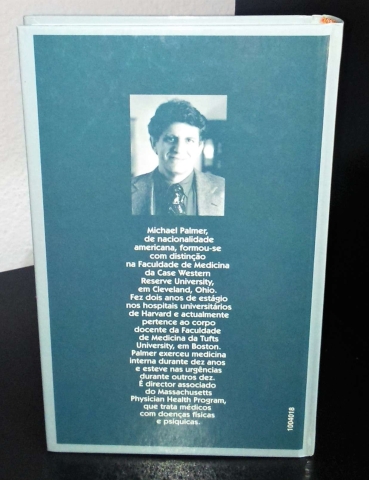 Michael Palmer,
de nacionalidade
americana, formou-se
com distinção
na Faculdade de Medicina
da Case Western
Reserve University,
em Cleveland, Ohio.
Fez dois anos de estágio
nos hospitais universitários
de Harvard e actualmente
pertence ao corpo
docente da Faculdade
de Medicina da Tufts
University, em Boston.
Palmer exerceu medicina
interna durante dez anos
e esteve nas urgências
durante outros dez.
É director associado
do Massachusetts
Physician Health Program,
que trata médicos
com doenças físicas
e psíquicas.
1004018